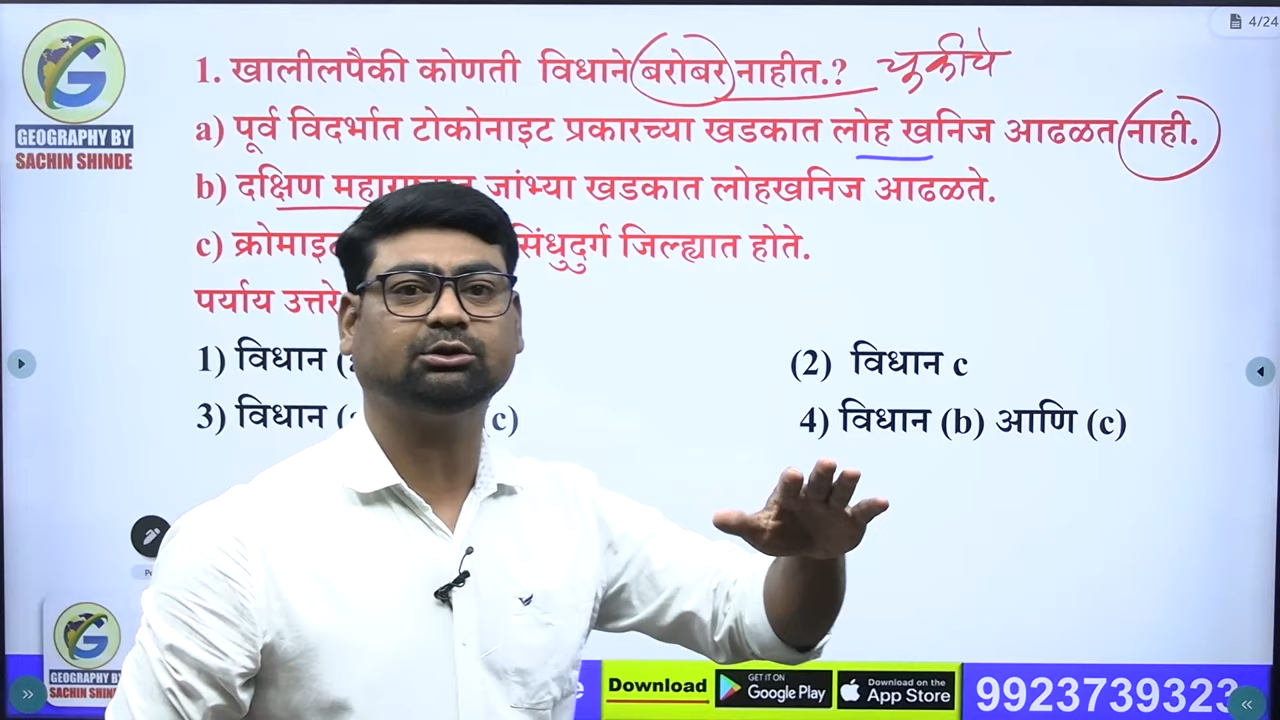 4/24
1. खालीलपैकी कोणती विधाने बरोबर नाहीत.? चुकीचे
a) पूर्व विदर्भात टोकोनाइट प्रकारच्या खडकात लोह खनिज आढळत नाही.
b) दक्षिण महाराष्ट्रात जांभ्या खडकात लोहखनिज आढळते.
c) सिंधुदुर्ग जिल्ह्यात होते.
पर्याय उत्तरे
1) विधान
(2) विधान c
3) विधान c)
4) विधान (b) आणि (c)
G
GEOGRAPHY BY
SACHIN SHINDE
G
GEOGRAPHY BY
SACHIN
Download
GET IT ON
Google Play
Download on the
App Store
9923739323